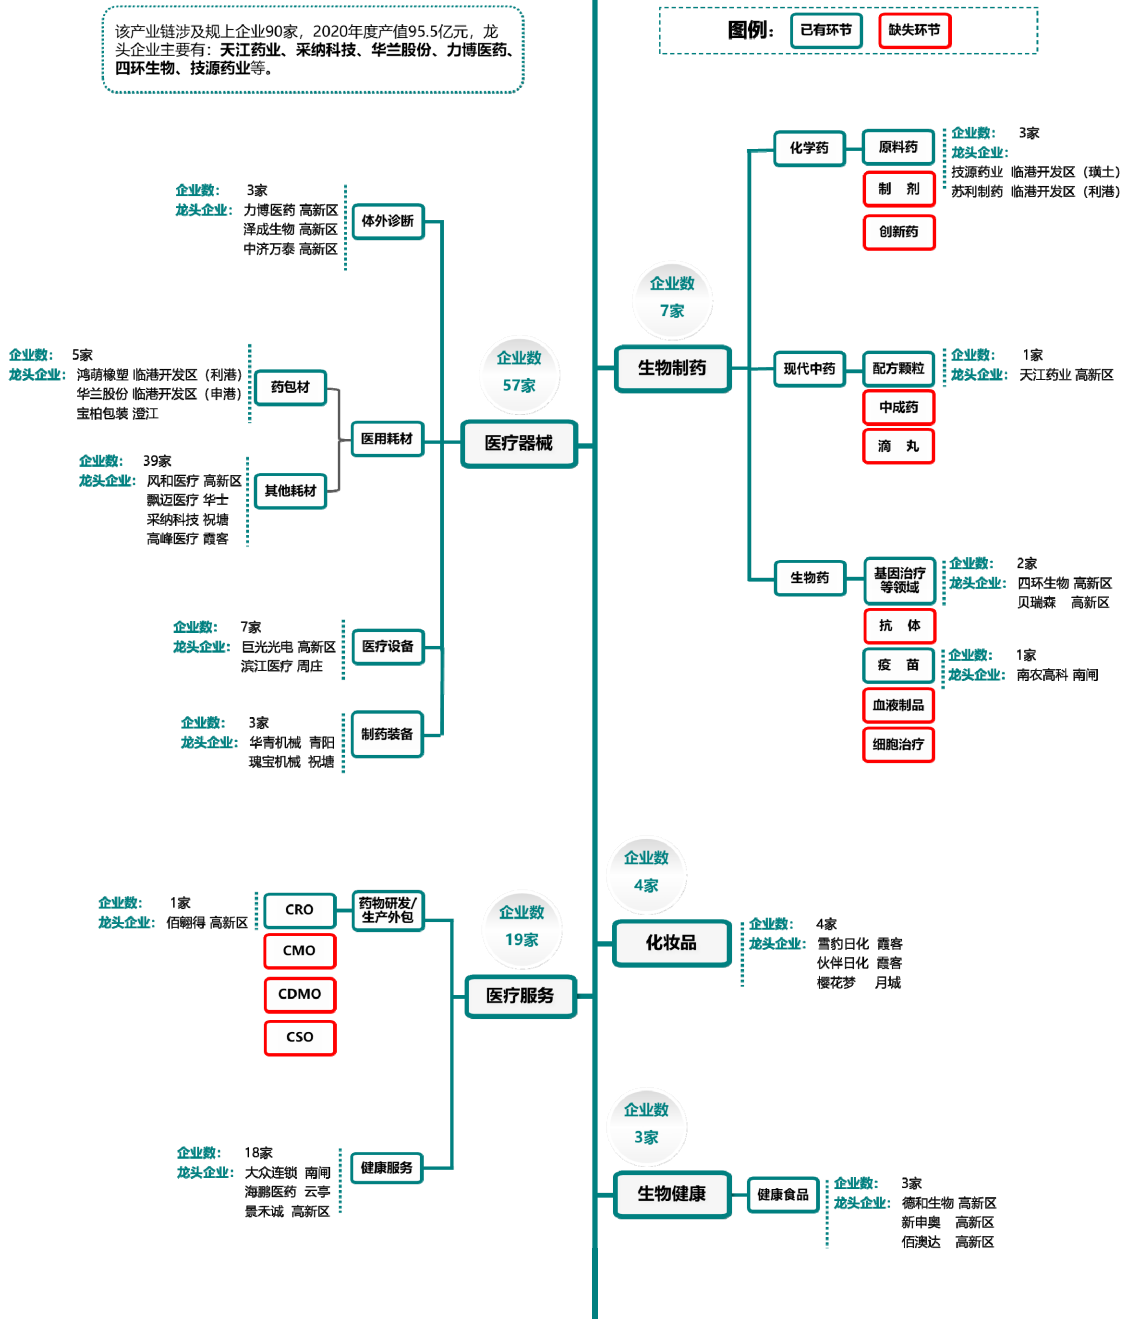 该产业链涉及规上企业90家，2020年度产值95.5亿元，龙
头企业主要有：天江药业、采纳科技、华兰股份、力博医药、
四环生物、技源药业等。
图例：
已有环节
缺失环节
企业数
7家
生物制药
化学药
原料药
企业数： 3家
龙头企业：
技源药业 临港开发区（璜土）
苏利制药 临港开发区（利港）
制 剂
创新药
现代中药
配方颗粒
企业数： 1家
龙头企业： 天江药业 高新区
中成药
滴 丸
生物药
基因治疗
等领域
企业数： 2家
龙头企业： 四环生物 高新区
贝瑞森 高新区
抗 体
疫 苗
企业数： 1家
龙头企业： 南农高科 南闸
血液制品
细胞治疗
企业数
57家
医疗器械
体外诊断
企业数： 3家
龙头企业： 力博医药 高新区
泽成生物 高新区
中济万泰 高新区
医用耗材
药包材
企业数： 5家
龙头企业： 鸿萌橡塑 临港开发区（利港）
华兰股份 临港开发区（申港）
宝柏包装 澄江
其他耗材
企业数： 39家
龙头企业： 风和医疗 高新区
飘迈医疗 华士
采纳科技 祝塘
高峰医疗 霞客
医疗设备
企业数： 7家
龙头企业： 巨光光电 高新区
滨江医疗 周庄
制药装备
企业数： 3家
龙头企业： 华青机械 青阳
瑰宝机械 祝塘
企业数
4家
化妆品
企业数： 4家
龙头企业： 雪豹日化 霞客
伙伴日化 霞客
樱花梦 月城
企业数
19家
医疗服务
药物研发/
生产外包
CRO
企业数： 1家
龙头企业： 佰翱得 高新区
CMO
CDMO
CSO
健康服务
企业数： 18家
龙头企业： 大众连锁 南闸
海鹏医药 云亭
景禾诚 高新区
企业数
3家
生物健康
健康食品
企业数： 3家
龙头企业： 德和生物 高新区
新申奥 高新区
佰澳达 高新区